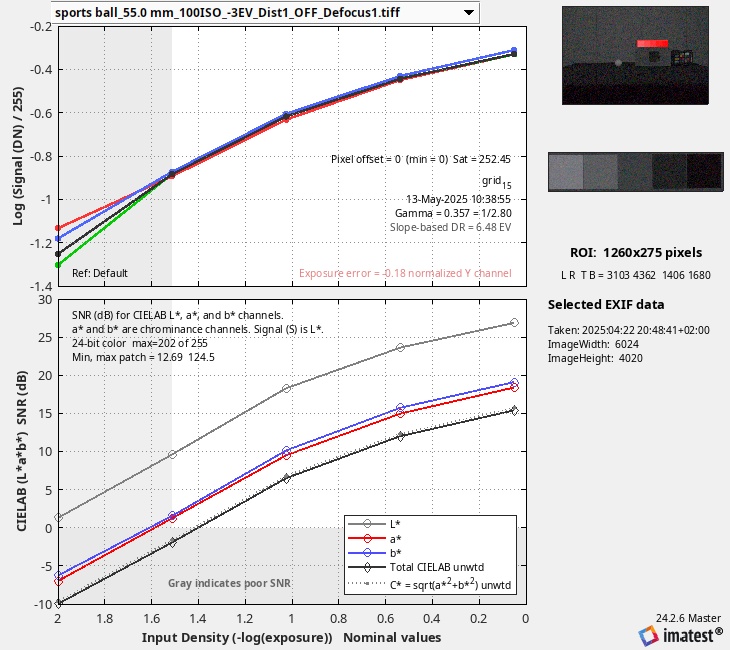 sports ball_55.0 mm_100ISO_-3EV_Dist1_OFF_Defocus1.tiff
Log (Signal (DN) / 255)
-0.2
-0.4
-0.6
-0.8
-1
-1.2
-1.4
Pixel offset = 0 (min = 0) Sat = 252.45
grid15
13-May-2025 10:38:55
Gamma = 0.357 = 1/2.80
Slope-based DR = 6.48 EV
Ref: Default
Exposure error = -0.18 normalized Y channel
CIELAB (L*a*b*) SNR (dB)
30
25
20
15
10
5
0
-5
-10
SNR (dB) for CIELAB L*, a*, and b* channels.
a* and b* are chrominance channels. Signal (S) is L*.
24-bit color max=202 of 255
Min, max patch = 12.69 124.5
L*
a*
b*
Total CIELAB unwtd
C* = sqrt(a*2+b*2) unwtd
Gray indicates poor SNR
2 1.8 1.6 1.4 1.2 1 0.8 0.6 0.4 0.2 0
Input Density (-log(exposure)) Nominal values
ROI: 1260x275 pixels
L R T B = 3103 4362 1406 1680
Selected EXIF data
Taken: 2025:04:22 20:48:41+02:00
ImageWidth: 6024
ImageHeight: 4020
24.2.6 Master
imatest®